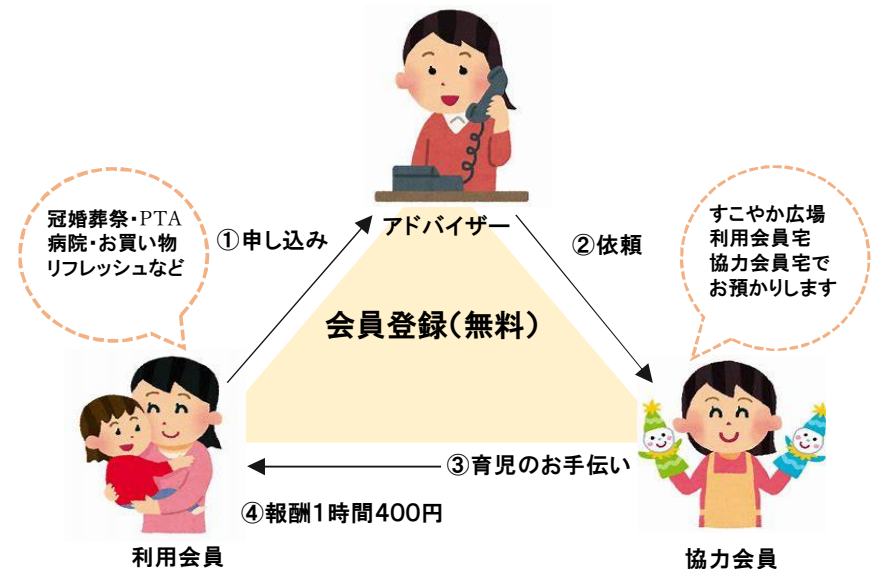 冠婚葬祭・PTA
病院・お買い物
リフレッシュなど
①申し込み
アドバイザー
②依頼
すこやか広場
利用会員宅
協力会員宅で
お預かりします
会員登録（無料）
③育児のお手伝い
④報酬1時間400円
利用会員
協力会員